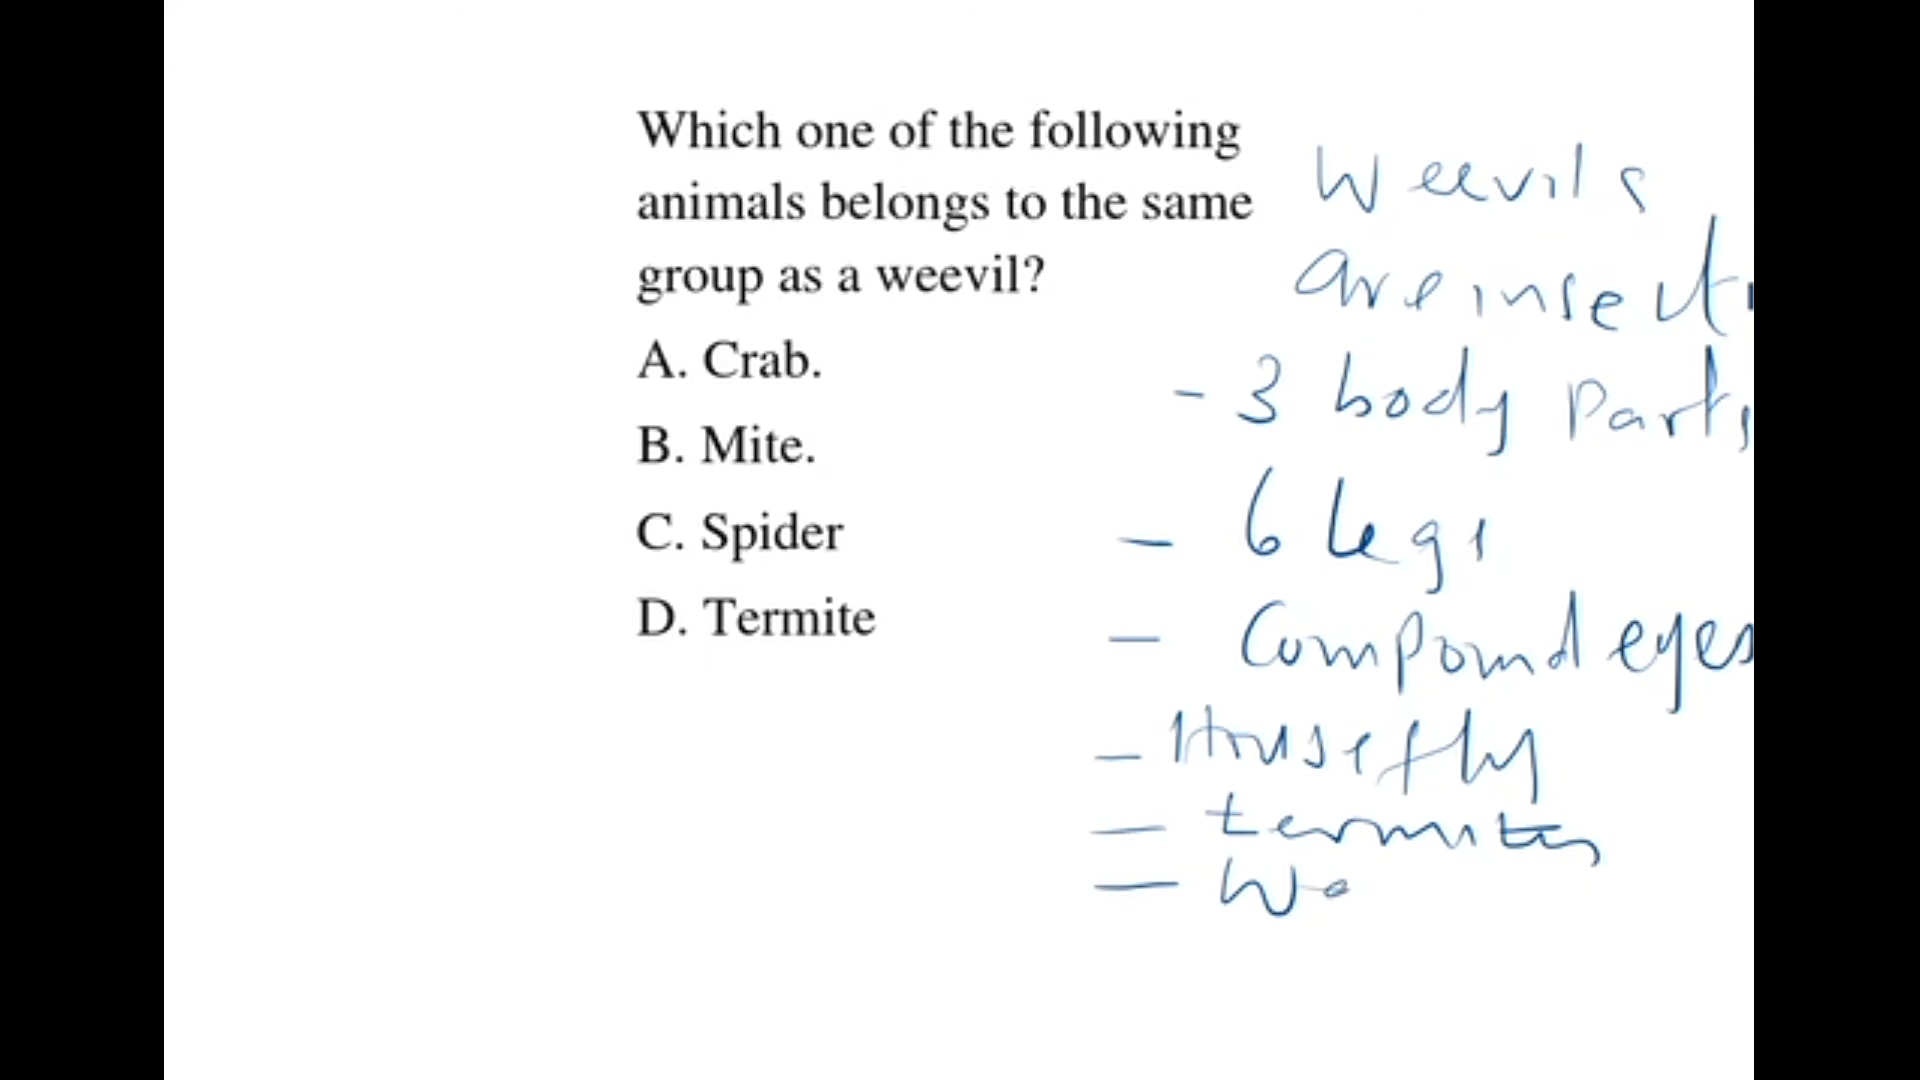 Which one of the following
animals belongs to the same
group as a weevil?
A. Crab.
B. Mite.
C. Spider
D. Termite
Weevils
are insects
- 3 body parts
- 6 legs
- Compound eyes
- Housefly
- termites
- We